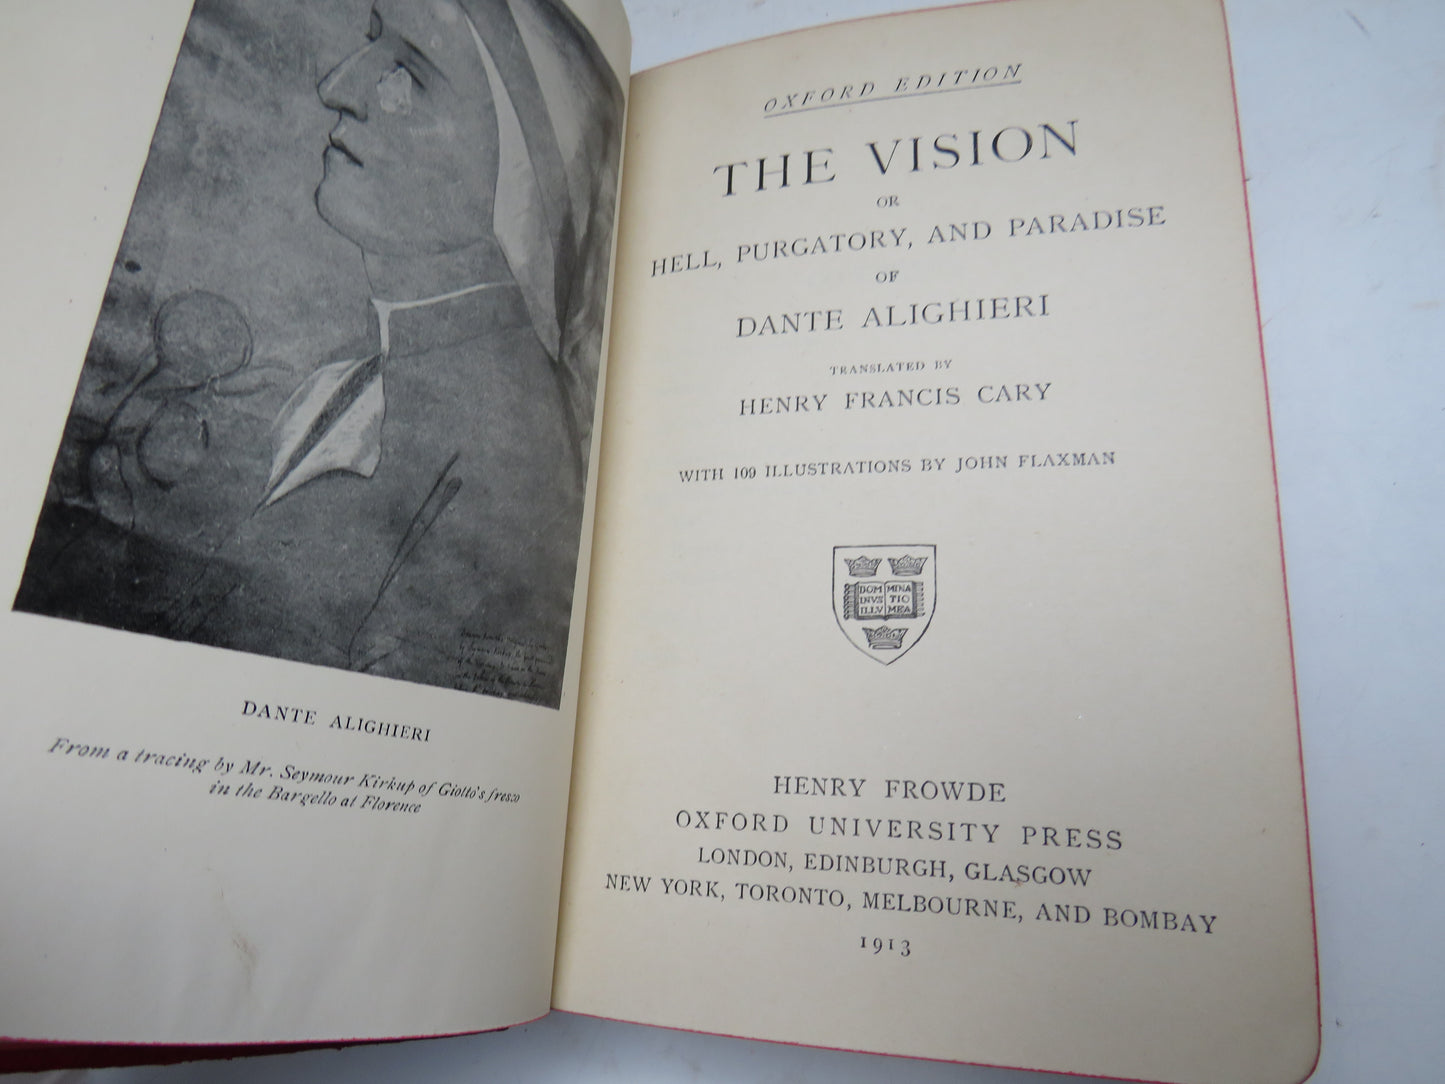 DANTE ALIGHIERI
From a tracing by Mr. Seymour Kirkup of Giotto's fresco
in the Bargello at Florence
OXFORD EDITION
THE VISION
OR
HELL, PURGATORY, AND PARADISE
OF
DANTE ALIGHIERI
TRANSLATED BY
HENRY FRANCIS CARY
WITH 109 ILLUSTRATIONS BY JOHN FLAXMAN
DOM MINA
INVS TIO
ILLV MEA
HENRY FROWDE
OXFORD UNIVERSITY PRESS
LONDON, EDINBURGH, GLASGOW
NEW YORK, TORONTO, MELBOURNE, AND BOMBAY
1913